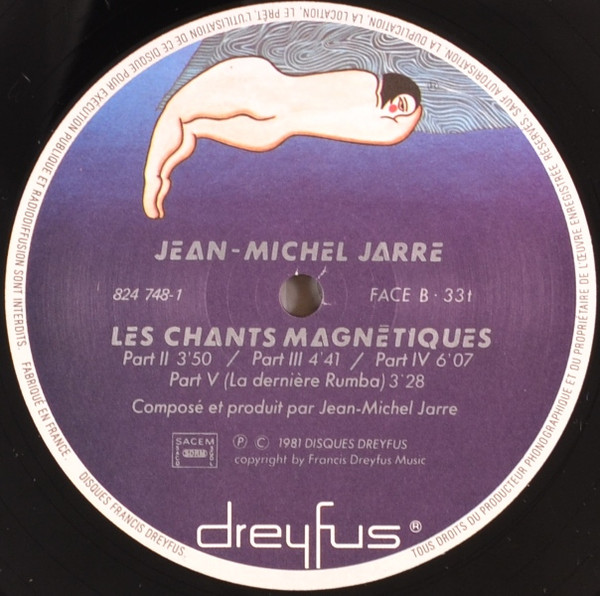 TOUS DROITS DU PRODUCTEUR PHONOGRAPHIQUE ET DU PROPRIÉTAIRE DE L'ŒUVRE ENREGISTRÉE RÉSERVÉS. SAUF AUTORISATION, LA DUPLICATION, LA LOCATION, LE PRÊT, L'UTILISATION DE CE DISQUE POUR EXÉCUTION PUBLIQUE ET RADIODIFFUSION SONT INTERDITS. FABRIQUÉ EN FRANCE. DISQUES FRANCIS DREYFUS.
JEAN-MICHEL JARRE
824 748-1 FACE B · 33t
LES CHANTS MAGNĒTIQUES
Part II 3'50 / Part III 4'41 / Part IV 6'07
Part V (La dernière Rumba) 3'28
Composé et produit par Jean-Michel Jarre
SACEM
SACD
SDRM
SGDL
Ⓟ © 1981 DISQUES DREYFUS
copyright by Francis Dreyfus Music
dreyfus®